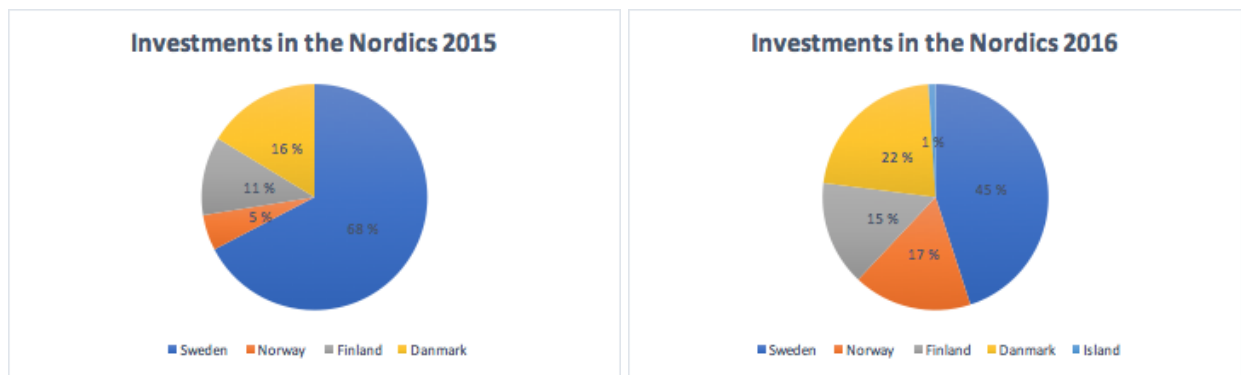 Investments in the Nordics 2015
16 %
11 %
5 %
68 %
Sweden Norway Finland Danmark
Investments in the Nordics 2016
1 %
22 %
45 %
15 %
17 %
Sweden Norway Finland Danmark Island